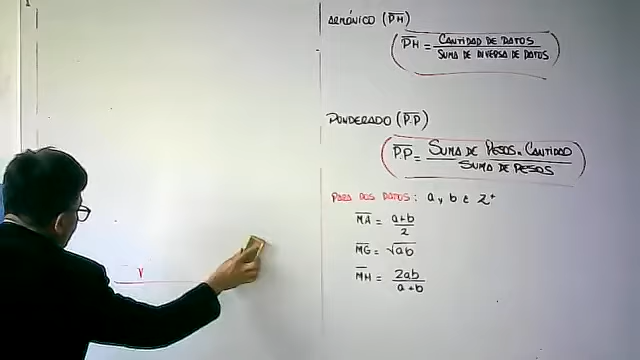 ARMÓNICO (P̅H̅)
P̅H̅ = CANTIDAD DE DATOS / SUMA DE INVERSA DE DATOS
PONDERADO (P̅.P̅)
P̅.P̅ = SUMA DE PESOS . CANTIDAD / SUMA DE PESOS
PARA DOS DATOS: a y b ∈ Z⁺
M̅A̅ = a+b / 2
M̅G̅ = √ab
M̅H̅ = 2ab / a+b